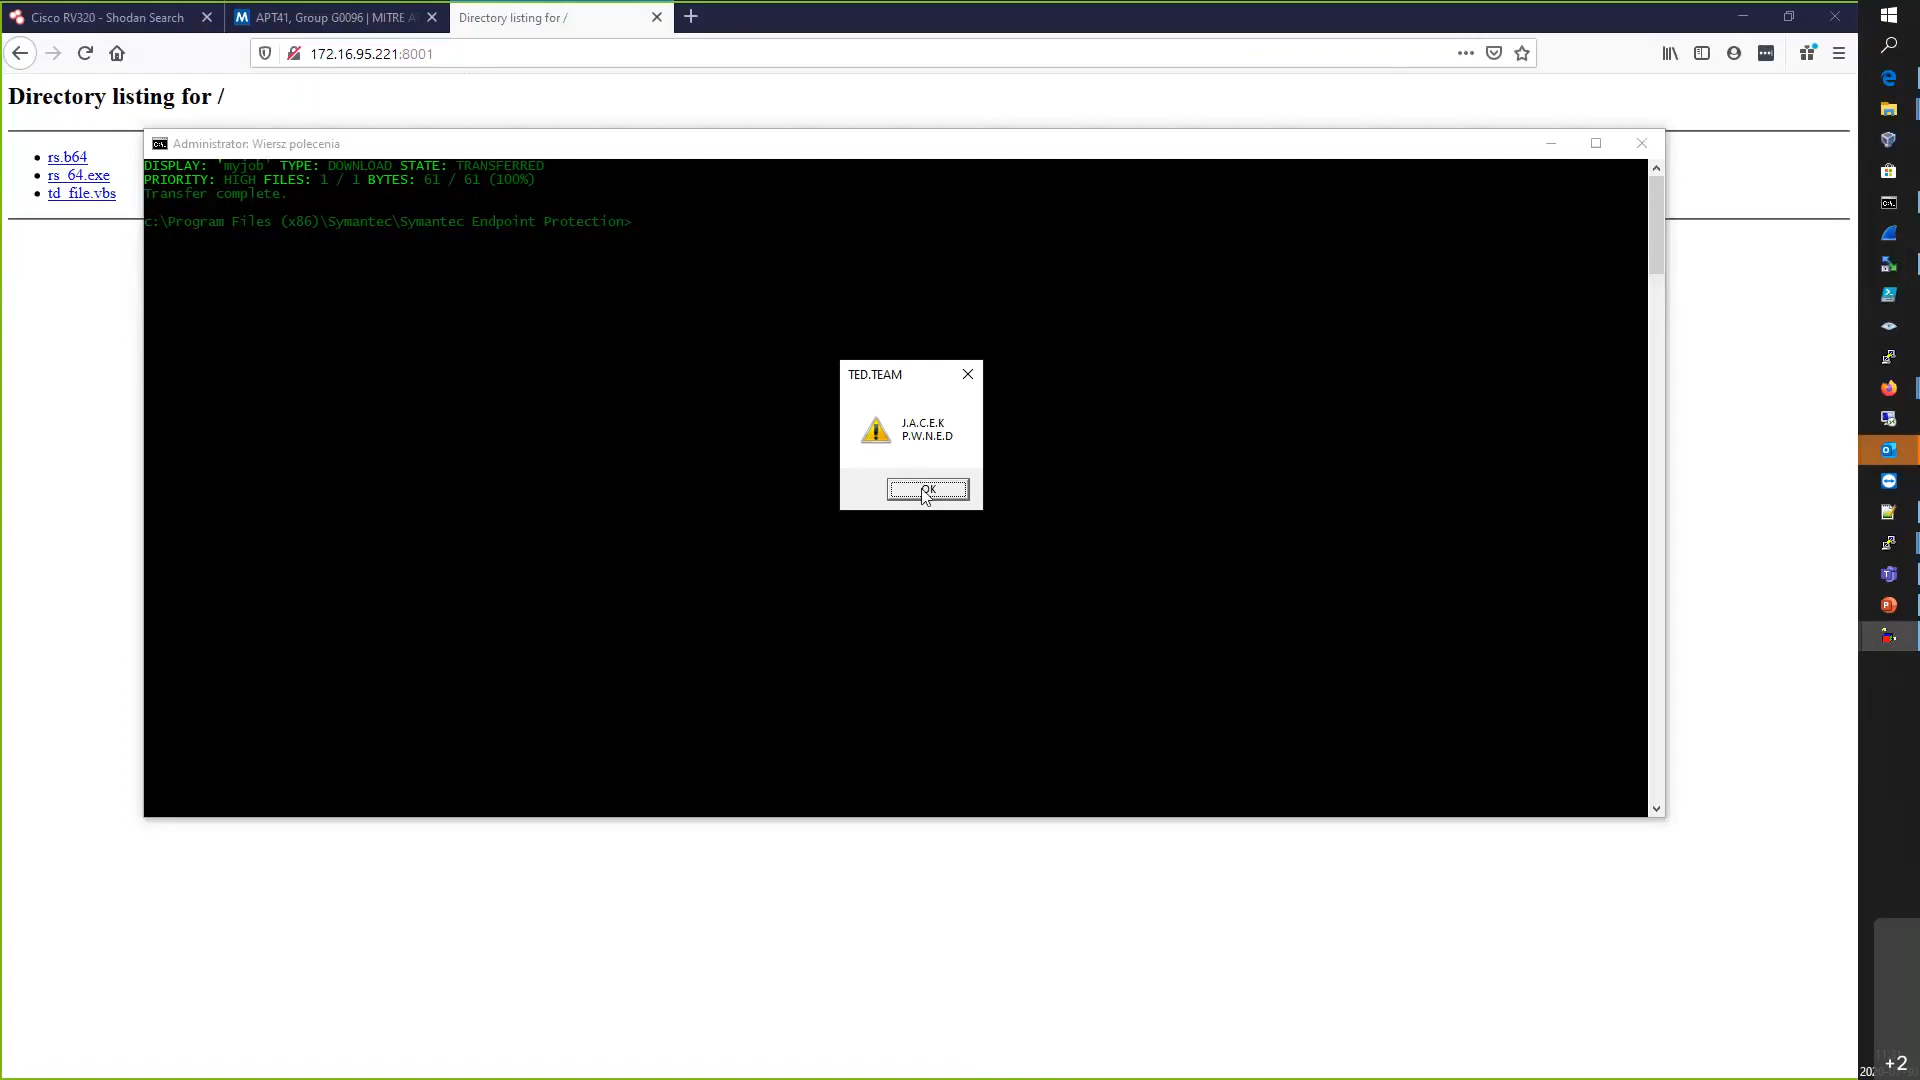 Cisco RV320 - Shodan Search
APT41, Group G0096 | MITRE
Directory listing for /
172.16.95.221:8001
Directory listing for /
rs.b64
rs_64.exe
td_file.vbs
Administrator: Wiersz polecenia
DISPLAY: 'myjob' TYPE: DOWNLOAD STATE: TRANSFERRED
PRIORITY: HIGH FILES: 1 / 1 BYTES: 61 / 61 (100%)
Transfer complete.
c:\Program Files (x86)\Symantec\Symantec Endpoint Protection>
TED.TEAM
J.A.C.E.K
P.W.N.E.D
OK
+2